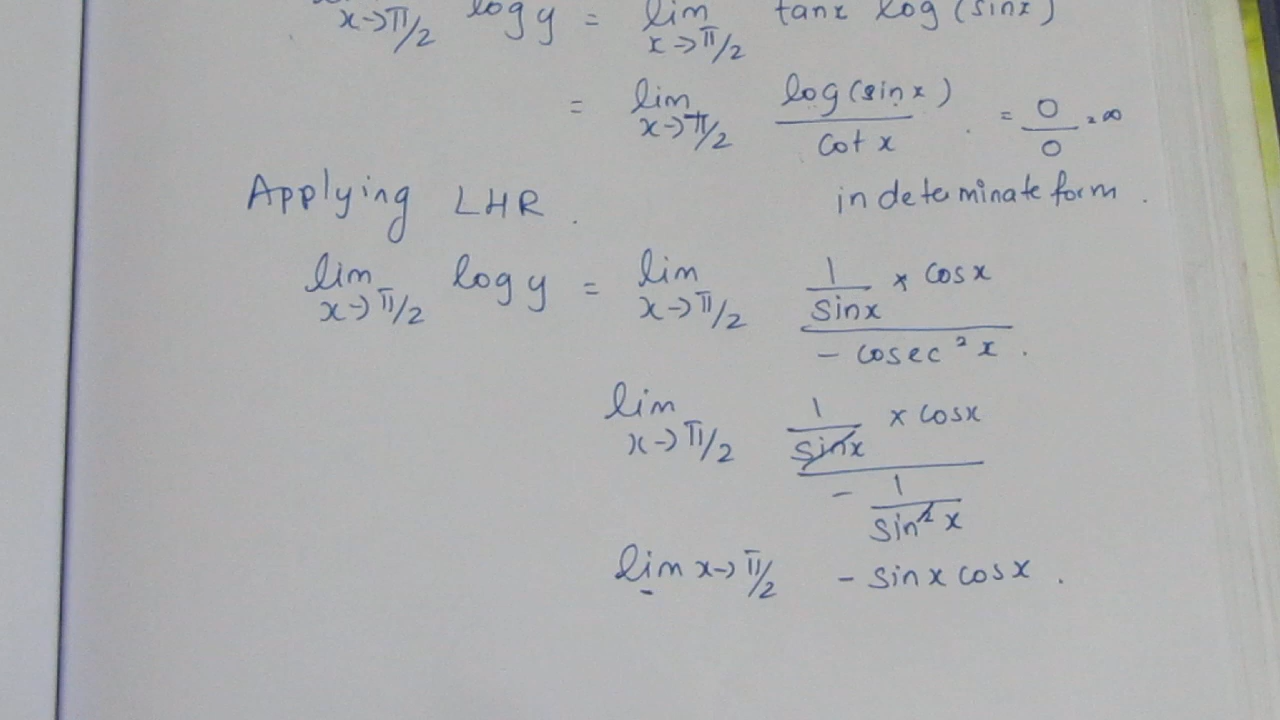 x→π/2 log y = lim x→π/2 tanx log (sinx)
= lim x→π/2 log(sin x) / cot x = 0/0 = ∞
Applying LHR. indeterminate form.
lim x→π/2 log y = lim x→π/2 1/sinx * cosx / - cosec²x.
lim x→π/2 1/sinx × cosx / - 1/sin²x
lim x→π/2 - sinx cosx.